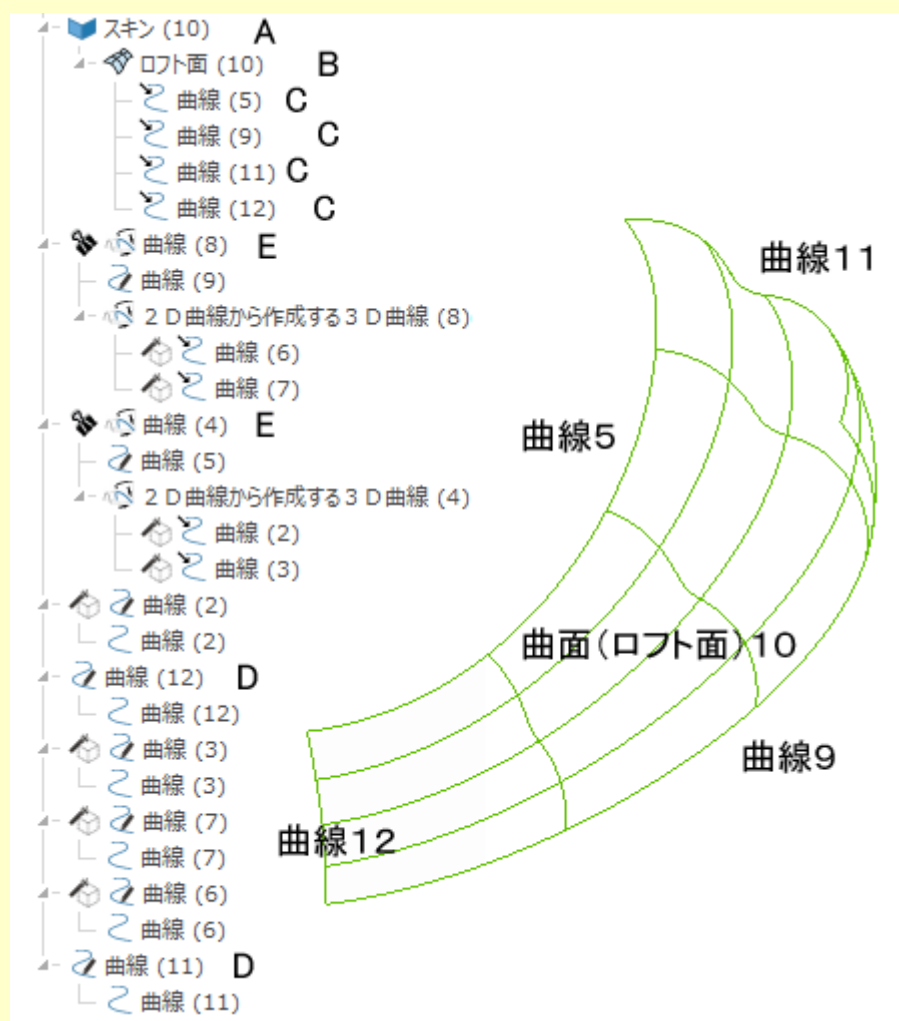 スキン (10) A
ロフト面 (10) B
曲線 (5) C
曲線 (9) C
曲線 (11) C
曲線 (12) C
曲線 (8) E
曲線 (9)
2D曲線から作成する3D曲線 (8)
曲線 (6)
曲線 (7)
曲線 (4) E
曲線 (5)
2D曲線から作成する3D曲線 (4)
曲線 (2)
曲線 (3)
曲線 (2)
曲線 (2)
曲線 (12) D
曲線 (12)
曲線 (3)
曲線 (3)
曲線 (7)
曲線 (7)
曲線 (6)
曲線 (6)
曲線 (11) D
曲線 (11)
曲線11
曲線5
曲面(ロフト面)10
曲線9
曲線12